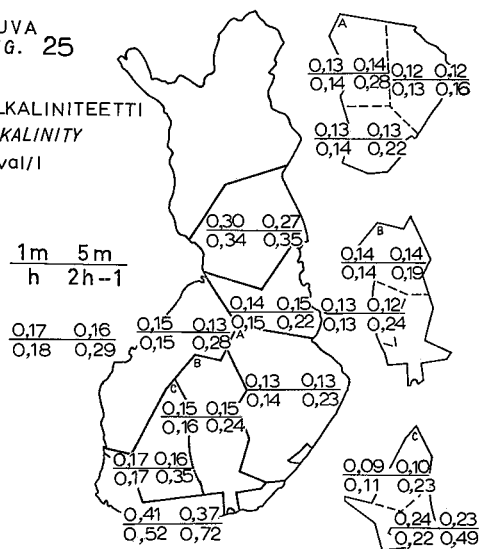 UVA
G. 25
LKALINITEETTI
KALINITY
val/l
1m 5m
h 2h-1
0,17 0,16
0,18 0,29
0,30 0,27
0,34 0,35
0,14 0,15
0,15 0,22
0,15 0,13
0,15 0,28
A
B
C
0,13 0,13
0,14 0,23
0,15 0,15
0,16 0,24
0,17 0,16
0,17 0,35
0,41 0,37
0,52 0,72
A
0,13 0,14
0,14 0,28
0,12 0,12
0,13 0,16
0,13 0,13
0,14 0,22
B
0,14 0,14
0,14 0,19
0,13 0,12
0,13 0,24
C
0,09 0,10
0,11 0,23
0,24 0,23
0,22 0,49